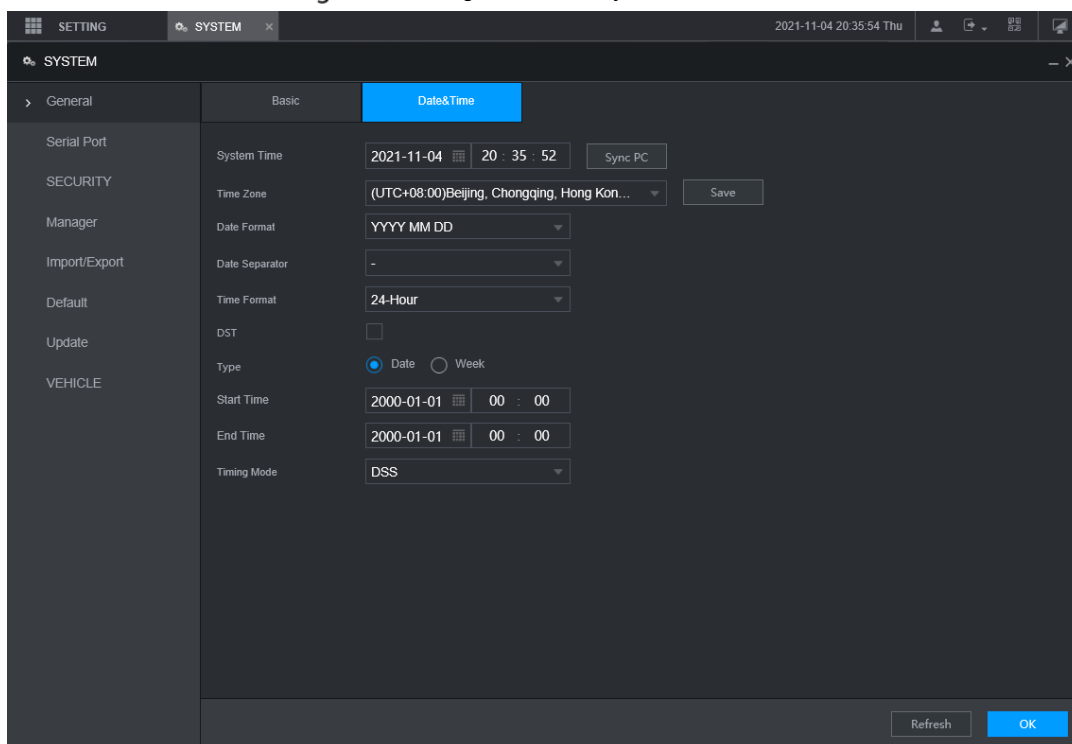 SETTING SYSTEM × 2021-11-04 20:35:54 Thu
SYSTEM
General Basic Date&Time
Serial Port
System Time 2021-11-04 20 : 35 : 52 Sync PC
SECURITY
Time Zone (UTC+08:00)Beijing, Chongqing, Hong Kon... Save
Manager
Date Format YYYY MM DD
Import/Export
Date Separator -
Default
Time Format 24-Hour
DST
Update
Type Date Week
VEHICLE
Start Time 2000-01-01 00 : 00
End Time 2000-01-01 00 : 00
Timing Mode DSS
Refresh OK